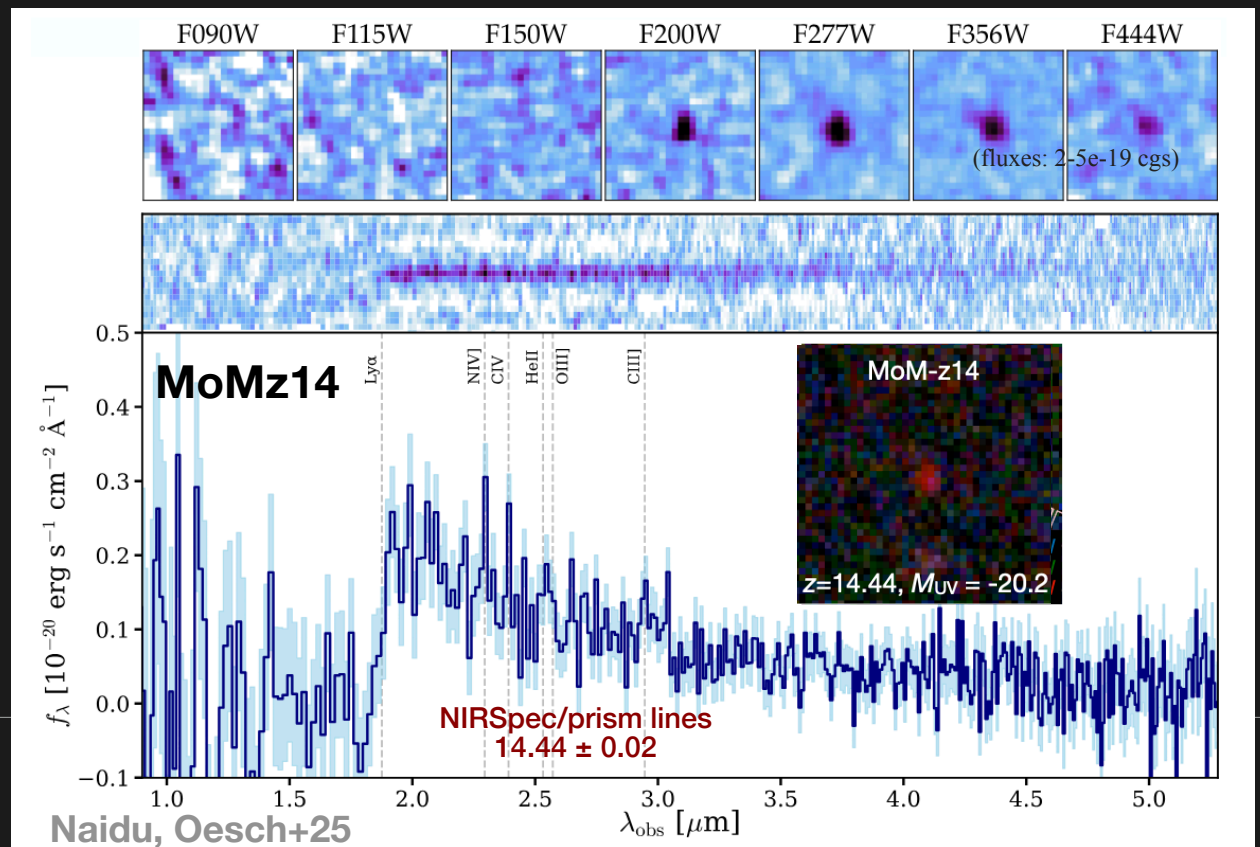 F090W F115W F150W F200W F277W F356W F444W
(fluxes: 2-5e-19 cgs)
MoMz14
Lyα
NIV]
CIV
HeII
OIII]
CIII]
MoM-z14
z=14.44, MUV = -20.2
NIRSpec/prism lines
14.44 ± 0.02
fλ [10−20 erg s−1 cm−2 Å−1]
0.5
0.4
0.3
0.2
0.1
0.0
−0.1
1.0 1.5 2.0 2.5 3.0 3.5 4.0 4.5 5.0
λobs [μm]
Naidu, Oesch+25